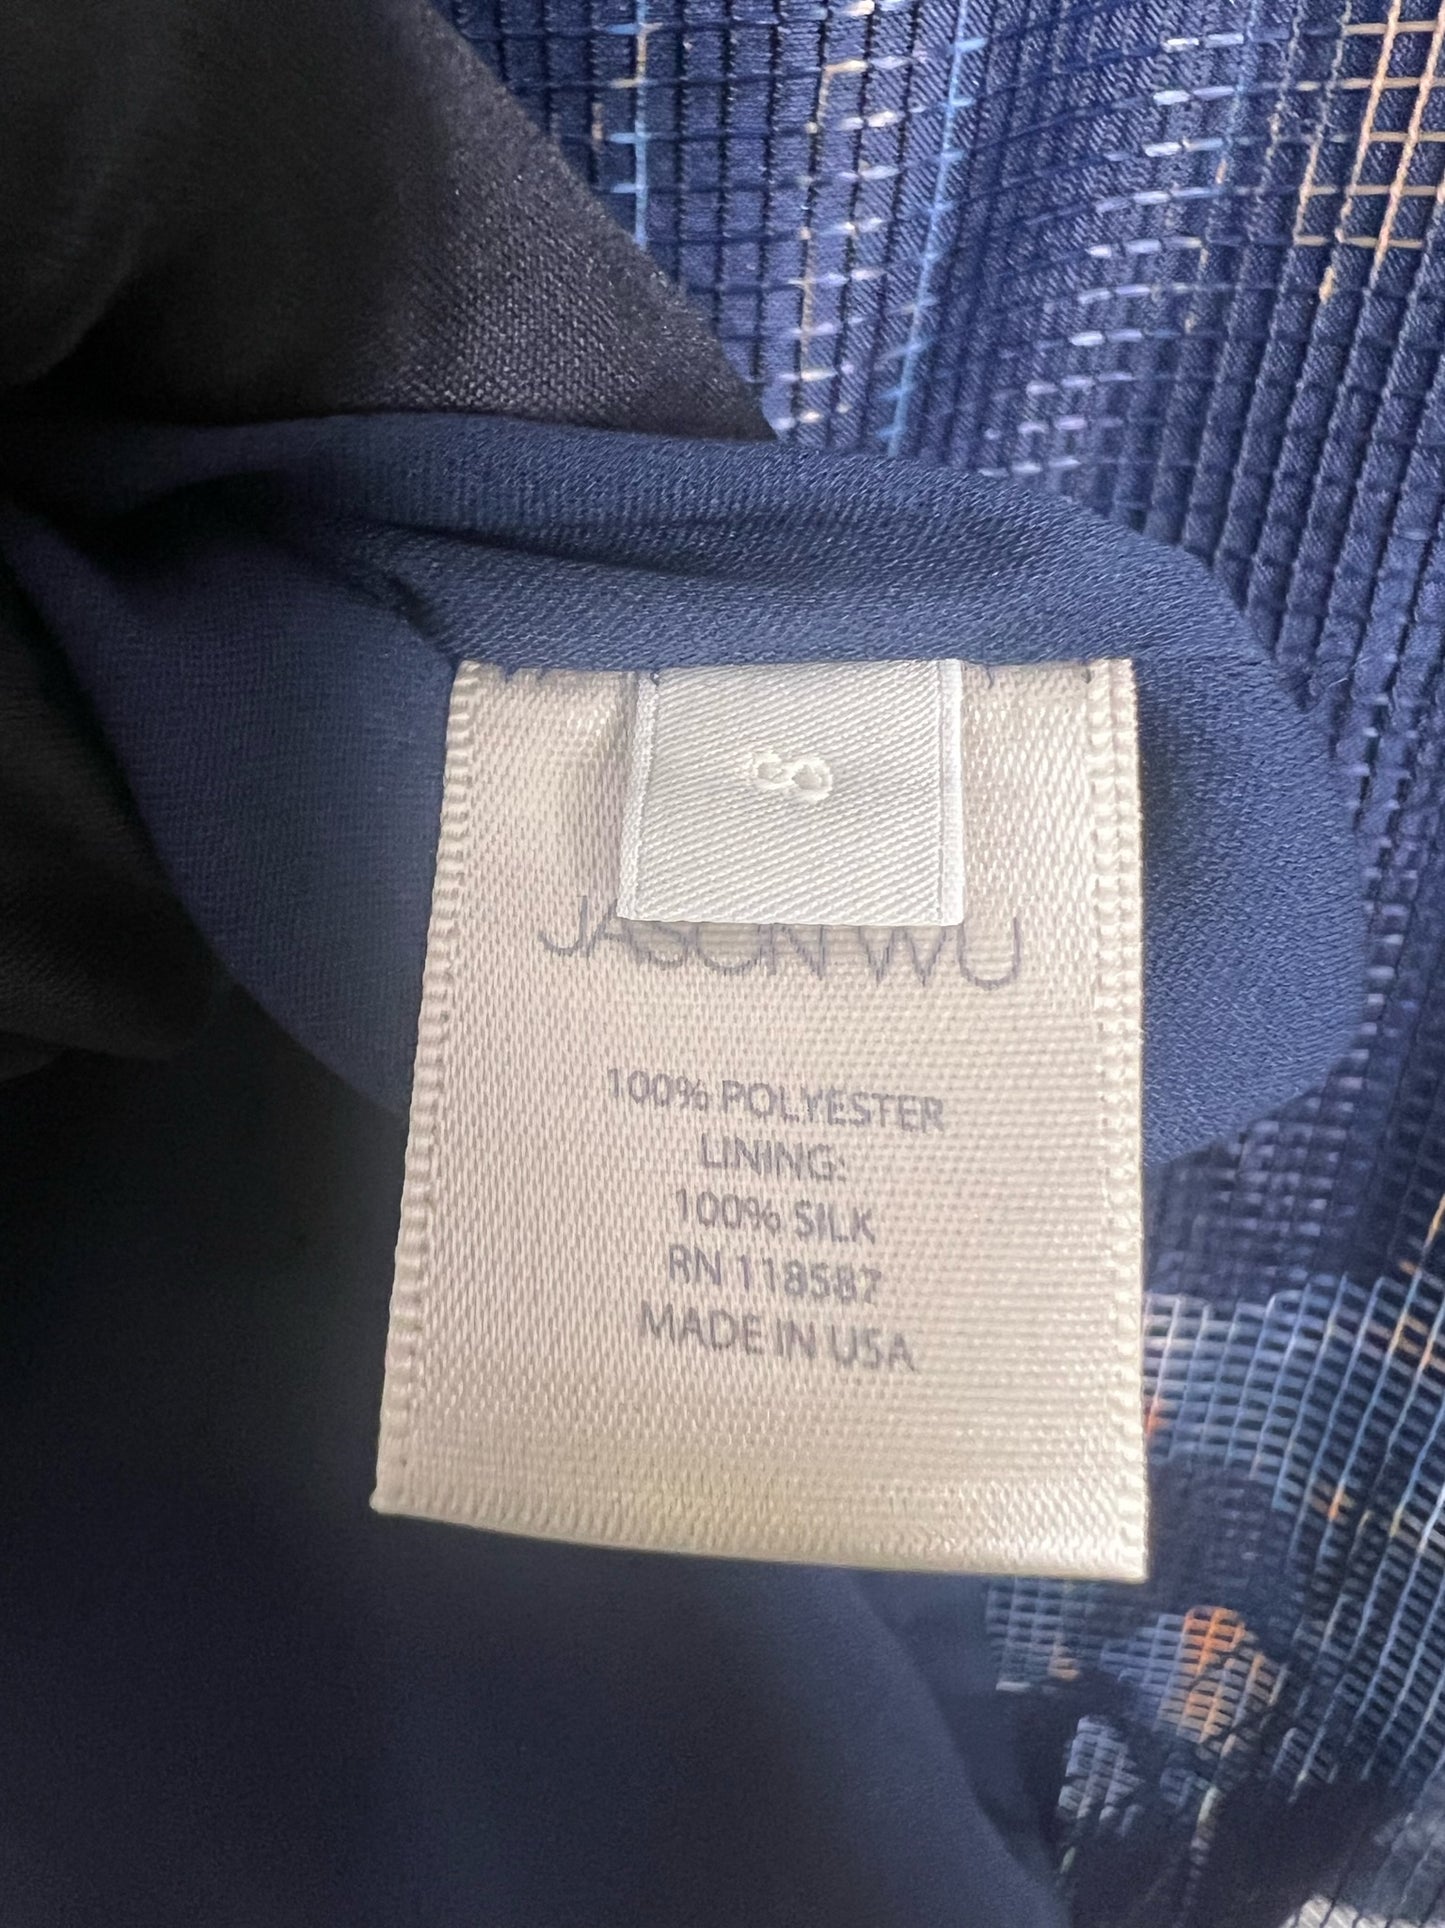 8
JASON WU
100% POLYESTER
LINING:
100% SILK
RN 118587
MADE IN USA